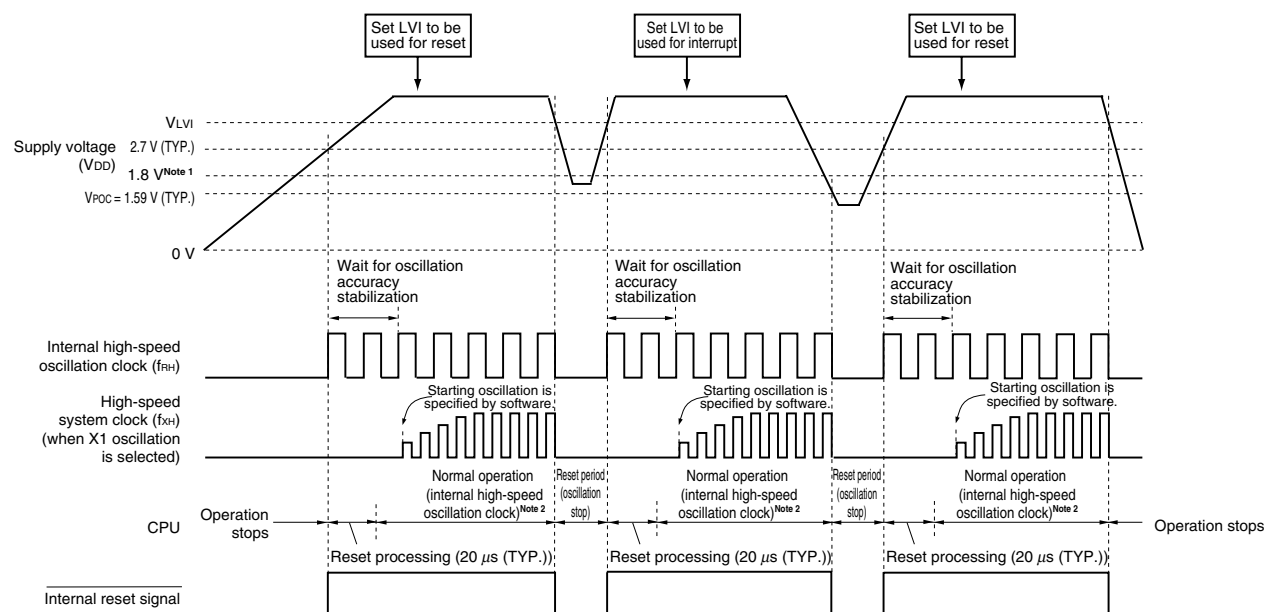 Set LVI to be
used for reset
Set LVI to be
used for interrupt
Set LVI to be
used for reset
Supply voltage
(VDD)
VLVI
2.7 V (TYP.)
1.8 V Note 1
VPOC = 1.59 V (TYP.)
0 V
Wait for oscillation
accuracy
stabilization
Wait for oscillation
accuracy
stabilization
Wait for oscillation
accuracy
stabilization
Internal high-speed
oscillation clock (fRH)
High-speed
system clock (fXH)
(when X1 oscillation
is selected)
Starting oscillation is
specified by software.
Starting oscillation is
specified by software.
Starting oscillation is
specified by software.
CPU
Operation
stops
Normal operation
(internal high-speed
oscillation clock)Note 2
Reset period
(oscillation
stop)
Normal operation
(internal high-speed
oscillation clock)Note 2
Reset period
(oscillation
stop)
Normal operation
(internal high-speed
oscillation clock)Note 2
Operation stops
Reset processing (20 μs (TYP.))
Reset processing (20 μs (TYP.))
Reset processing (20 μs (TYP.))
Internal reset signal